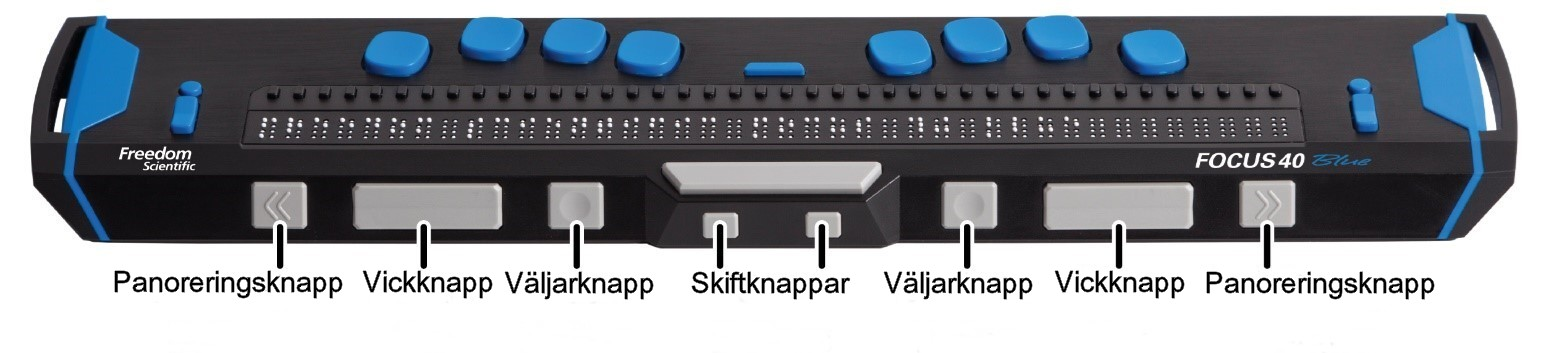 Freedom
Scientific
FOCUS 40 Blue
Panoreringsknapp Vickknapp Väljarknapp Skiftknappar Väljarknapp Vickknapp Panoreringsknapp